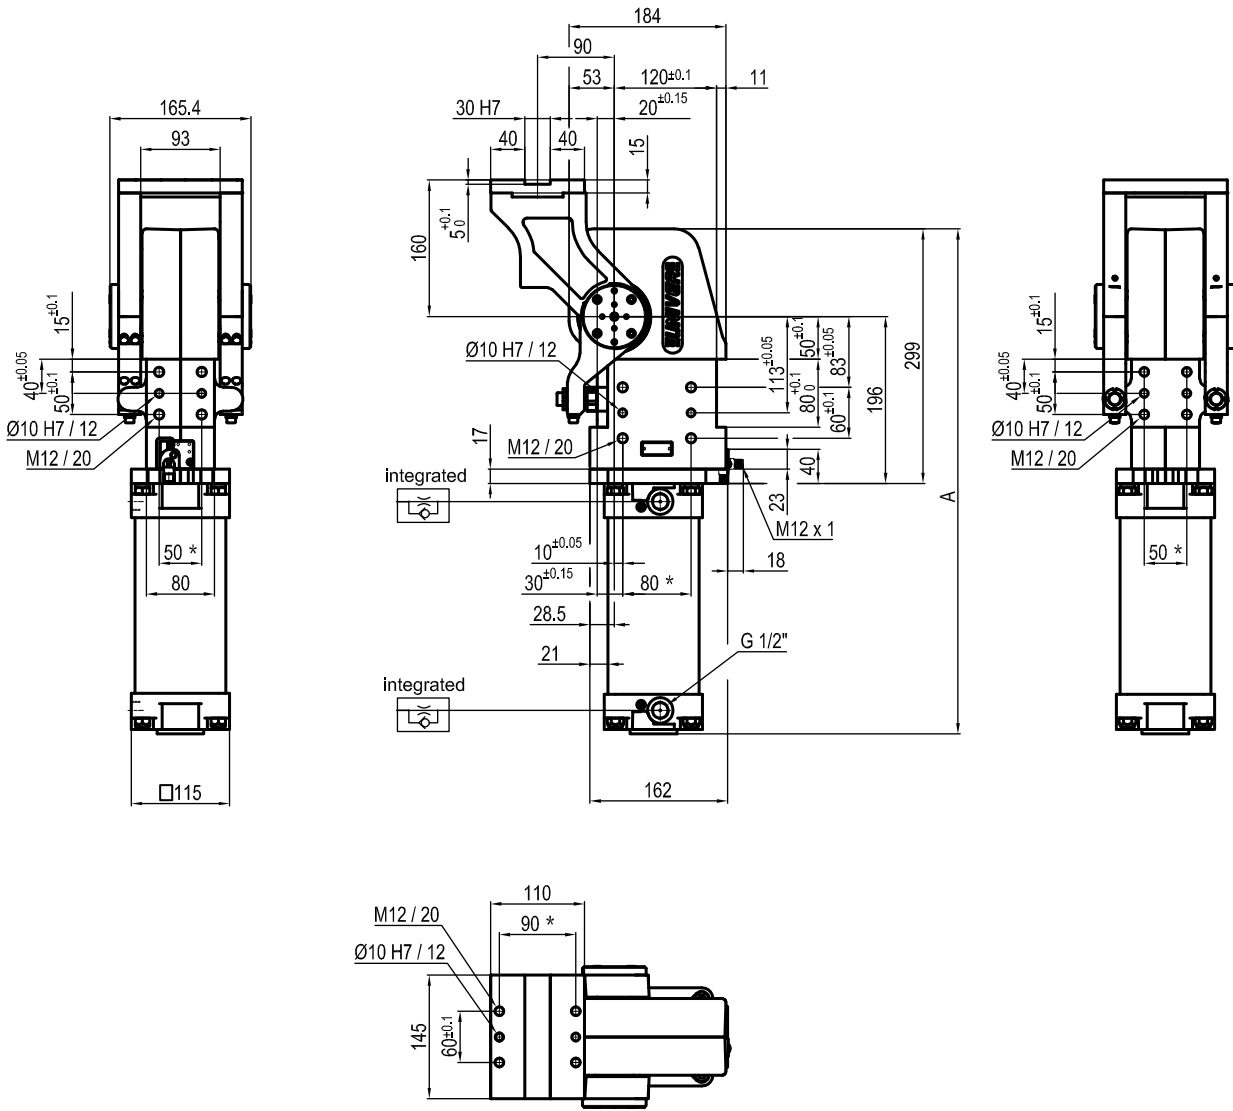 184
90
53
120±0.1
11
165.4
30 H7
20±0.15
93
40
40
15
5 +0.1 0
160
15±0.1
40±0.05
50±0.1
Ø10 H7 / 12
M12 / 20
Ø10 H7 / 12
M12 / 20
17
113±0.05
50±0.1
80 +0.1 0
83±0.05
60±0.1
196
299
A
40
23
M12 x 1
18
15±0.1
40±0.05
50±0.1
Ø10 H7 / 12
M12 / 20
integrated
50 *
80
10±0.05
30±0.15
80 *
28.5
21
G 1/2"
50 *
integrated
□115
162
110
M12 / 20
90 *
Ø10 H7 / 12
145
60±0.1